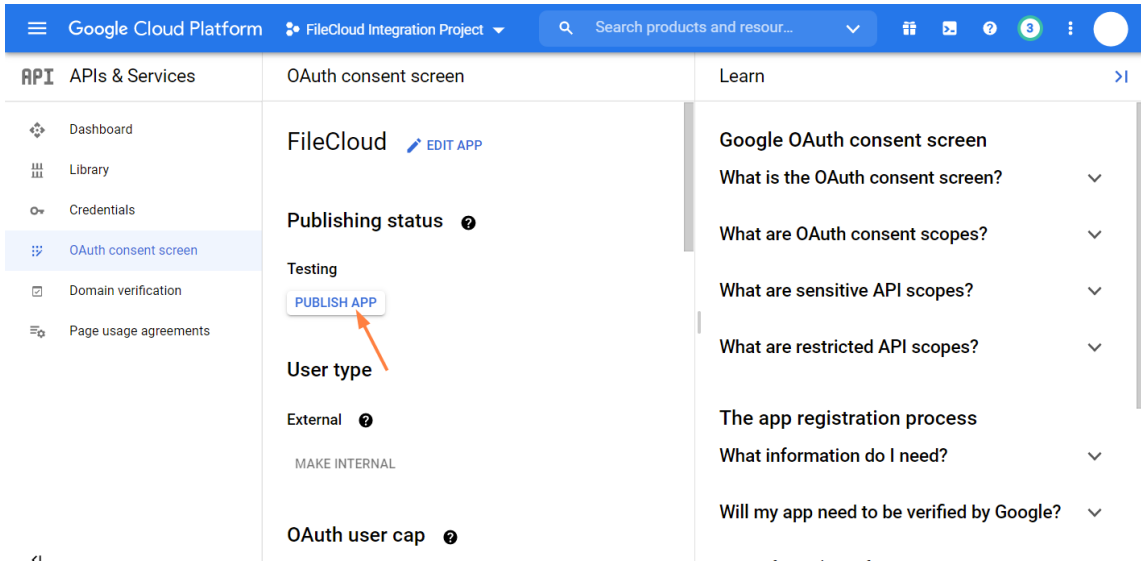 Google Cloud Platform
FileCloud Integration Project
Search products and resour...
3
API APIs & Services
Dashboard
Library
Credentials
OAuth consent screen
Domain verification
Page usage agreements
OAuth consent screen
FileCloud
EDIT APP
Publishing status
Testing
PUBLISH APP
User type
External
MAKE INTERNAL
OAuth user cap
Learn
Google OAuth consent screen
What is the OAuth consent screen?
What are OAuth consent scopes?
What are sensitive API scopes?
What are restricted API scopes?
The app registration process
What information do I need?
Will my app need to be verified by Google?